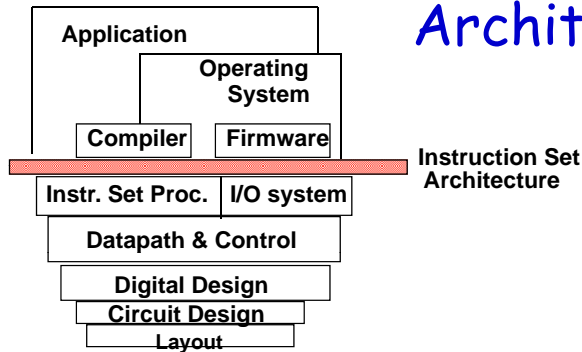 Archit
Application
Operating
System
Compiler
Firmware
Instruction Set
Architecture
Instr. Set Proc.
I/O system
Datapath & Control
Digital Design
Circuit Design
Layout